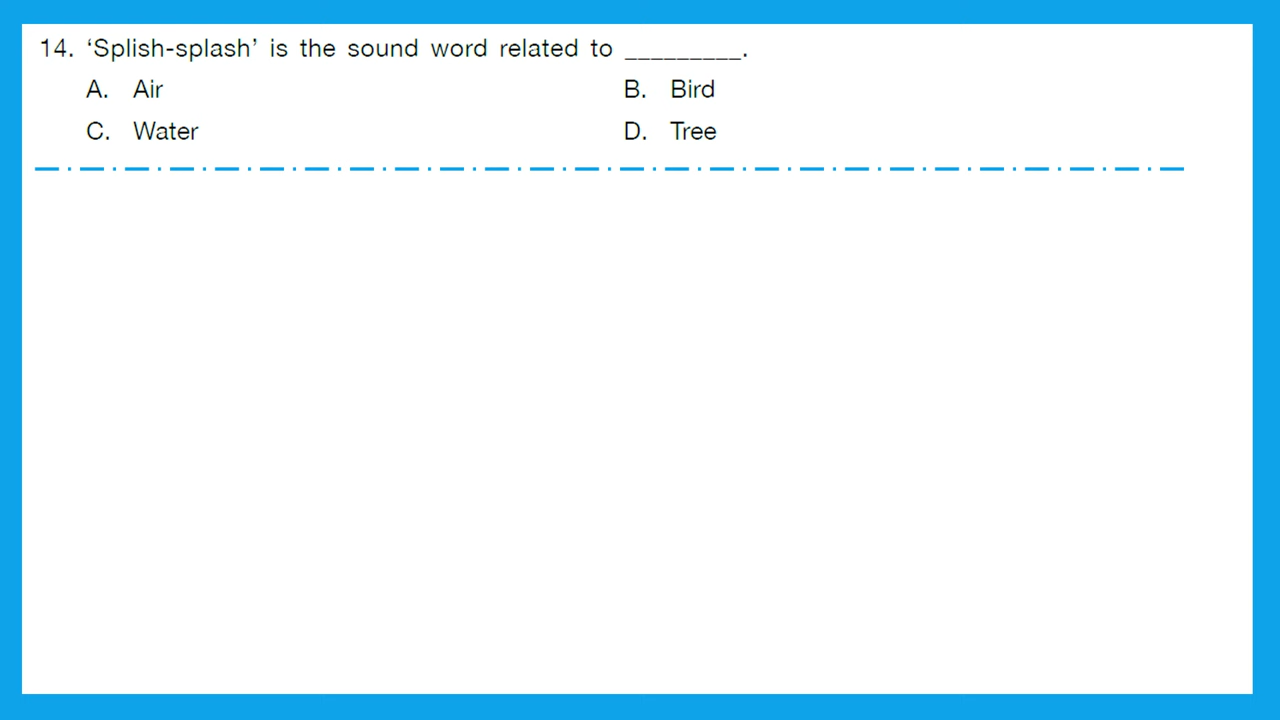 14. ‘Splish-splash’ is the sound word related to _________.
A. Air B. Bird
C. Water D. Tree